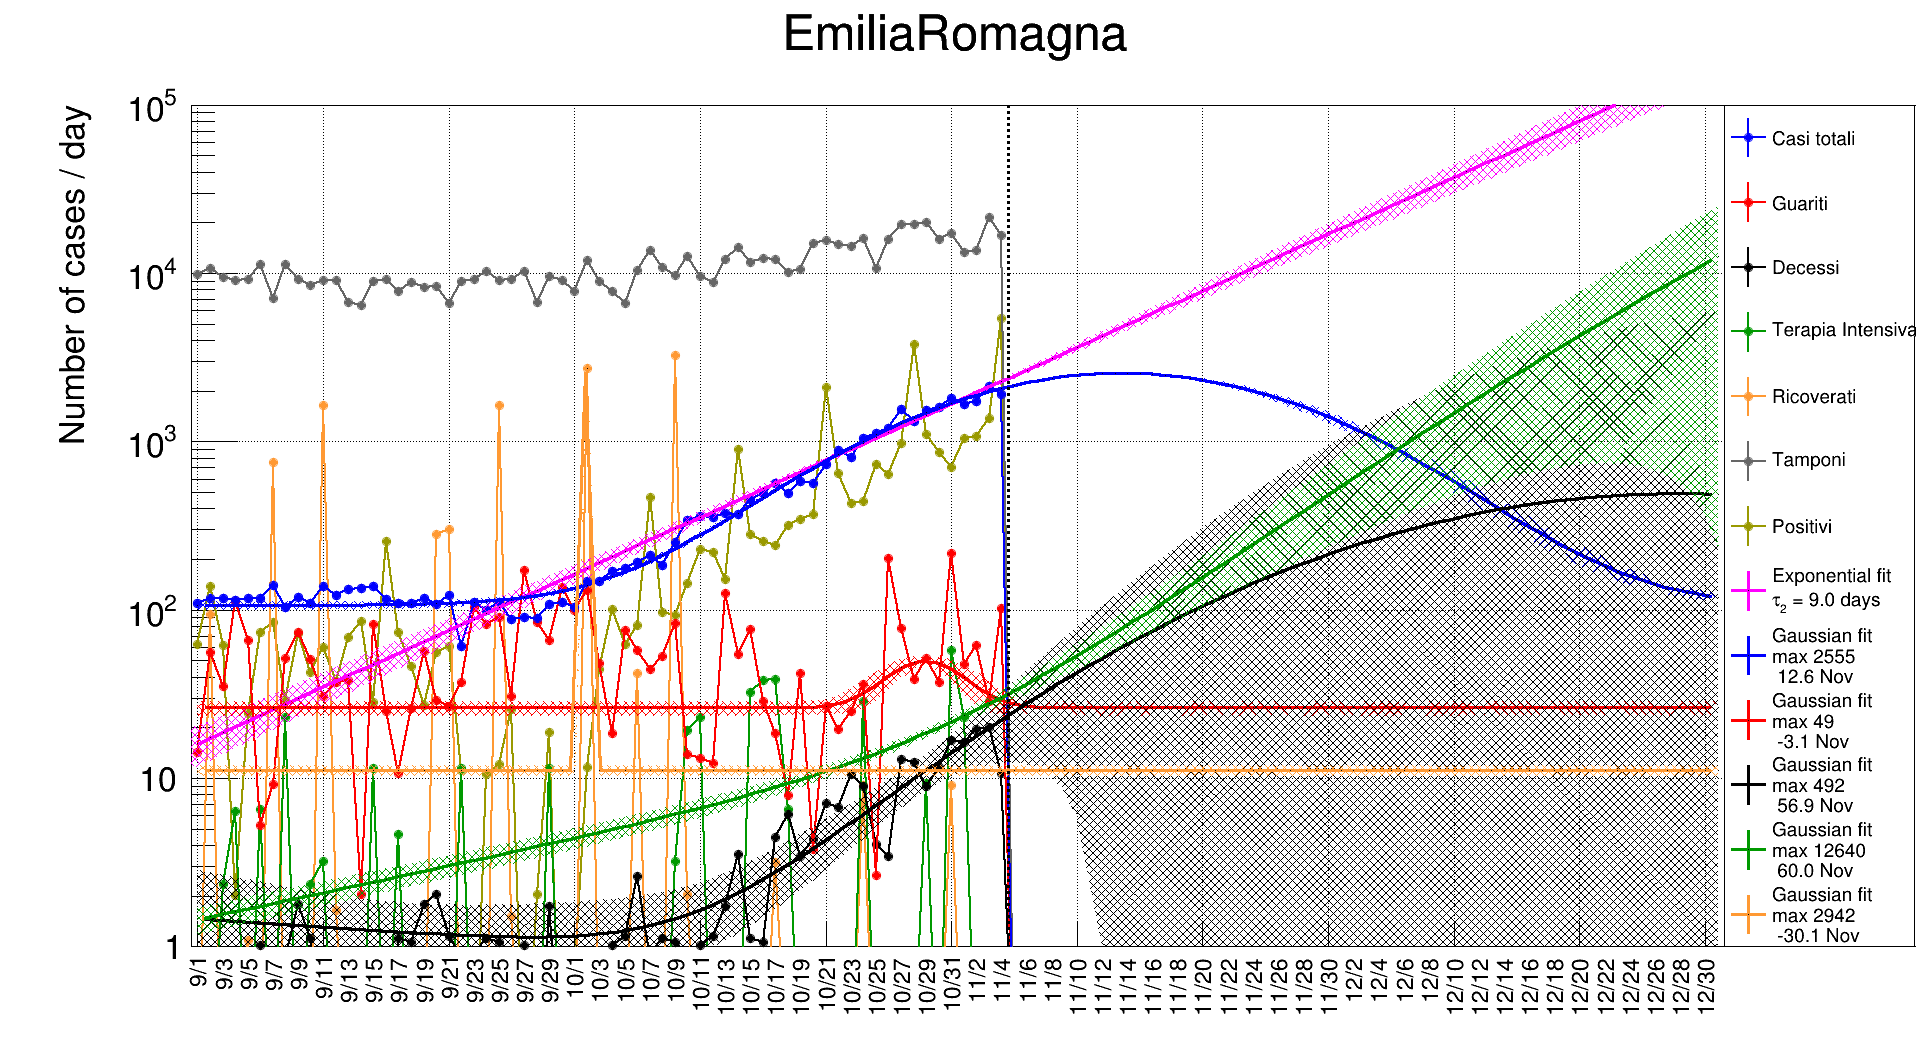 EmiliaRomagna
Number of cases / day
10^5
10^4
10^3
10^2
10
1
9/1
9/3
9/5
9/7
9/9
9/11
9/13
9/15
9/17
9/19
9/21
9/23
9/25
9/27
9/29
10/1
10/3
10/5
10/7
10/9
10/11
10/13
10/15
10/17
10/19
10/21
10/23
10/25
10/27
10/29
10/31
11/2
11/4
11/6
11/8
11/10
11/12
11/14
11/16
11/18
11/20
11/22
11/24
11/26
11/28
11/30
12/2
12/4
12/6
12/8
12/10
12/12
12/14
12/16
12/18
12/20
12/22
12/24
12/26
12/28
12/30
Casi totali
Guariti
Decessi
Terapia Intensiva
Ricoverati
Tamponi
Positivi
Exponential fit
τ2 = 9.0 days
Gaussian fit
max 2555
12.6 Nov
Gaussian fit
max 49
-3.1 Nov
Gaussian fit
max 492
56.9 Nov
Gaussian fit
max 12640
60.0 Nov
Gaussian fit
max 2942
-30.1 Nov